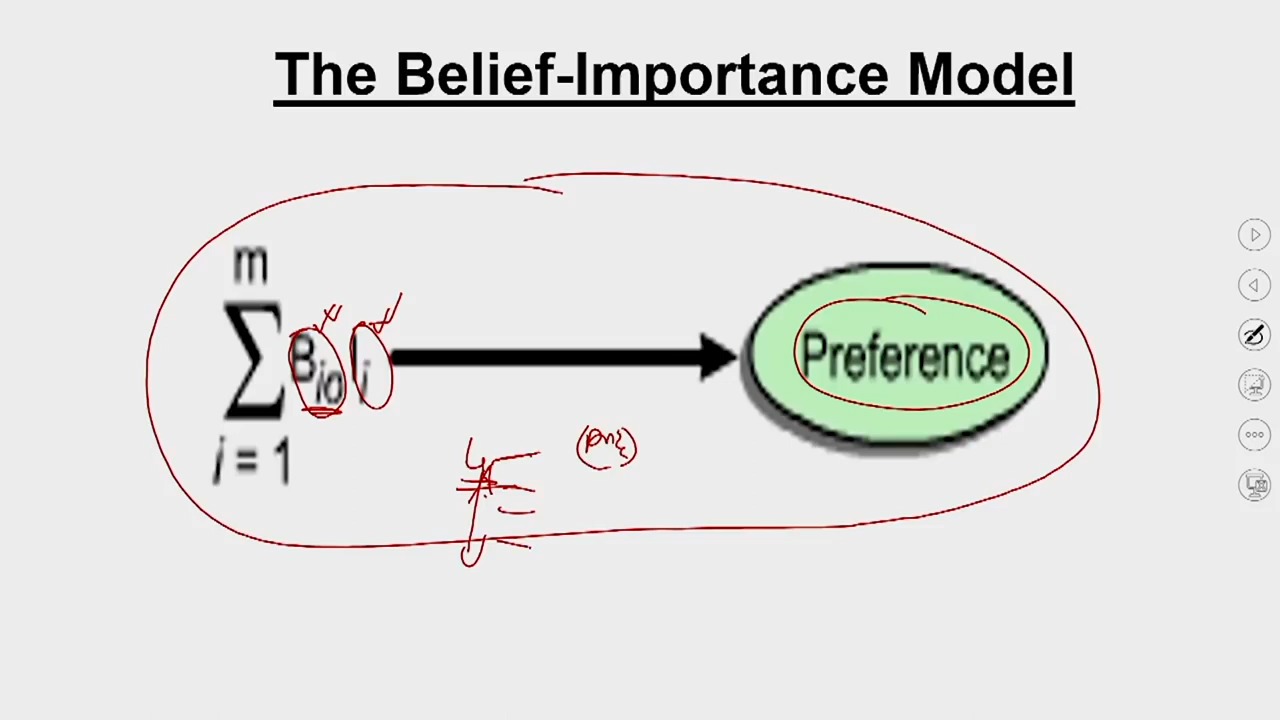 The Belief-Importance Model
m
∑ B_io I_i
Preference
i = 1